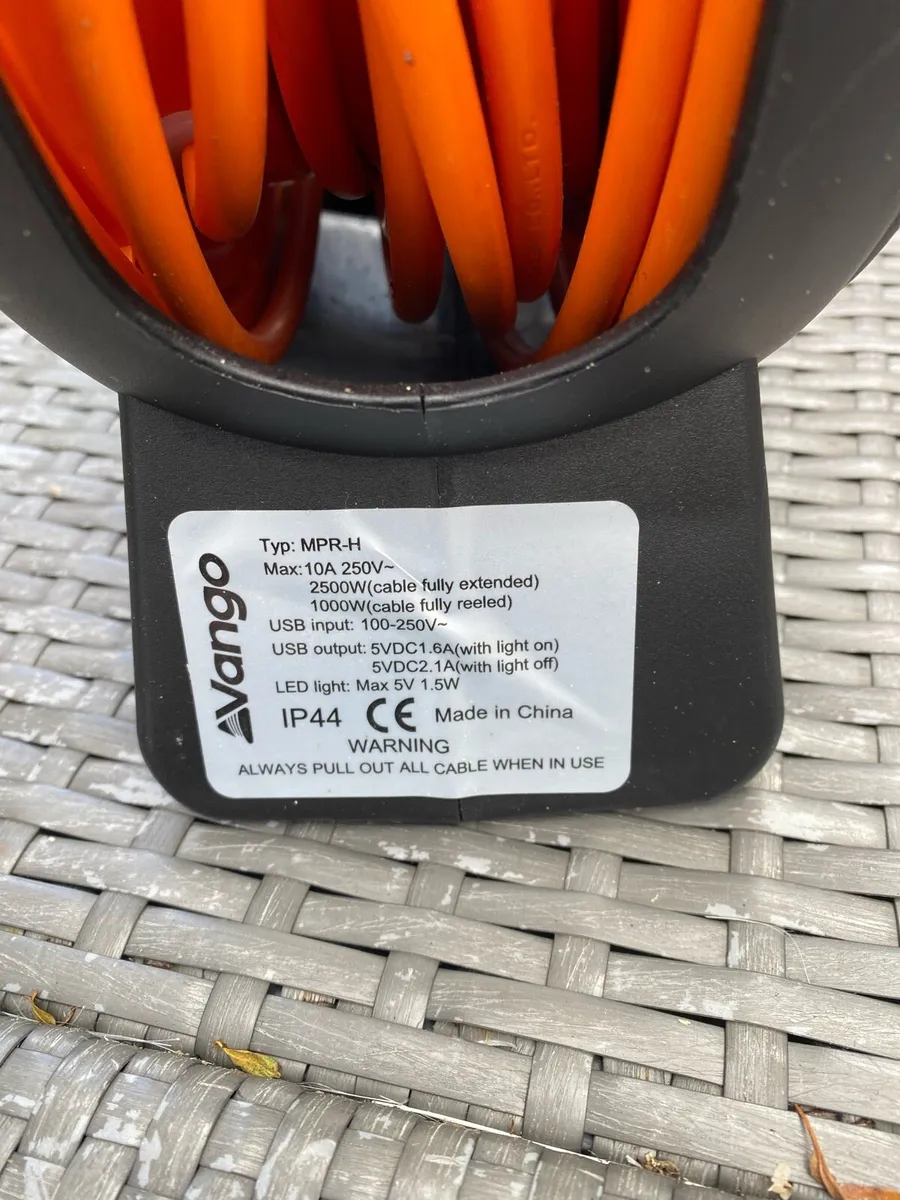 Vango
Typ: MPR-H
Max:10A 250V~
2500W(cable fully extended)
1000W(cable fully reeled)
USB input: 100-250V~
USB output: 5VDC1.6A(with light on)
5VDC2.1A(with light off)
LED light: Max 5V 1.5W
IP44 CE Made in China
WARNING
ALWAYS PULL OUT ALL CABLE WHEN IN USE
LTD.